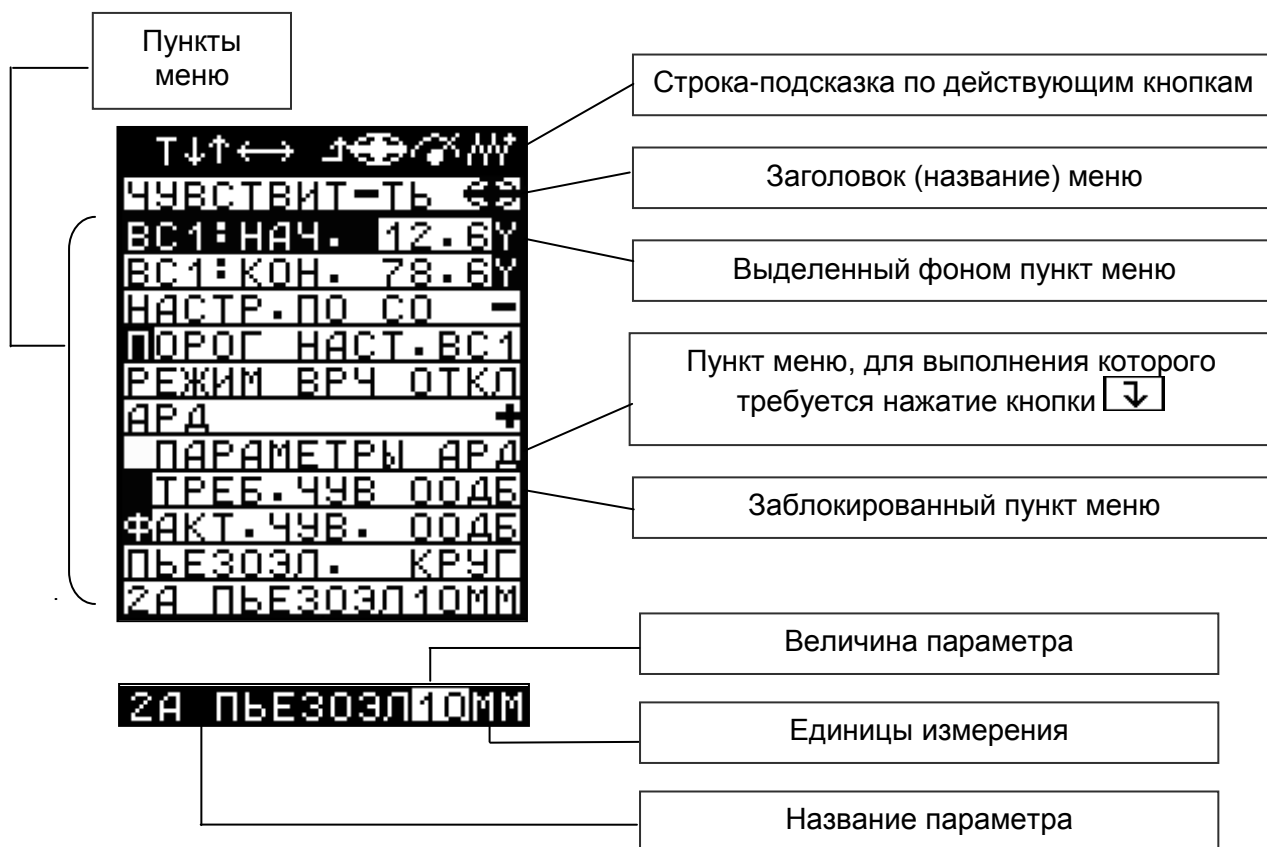 Пункты
меню
Строка-подсказка по действующим кнопкам
Заголовок (название) меню
Выделенный фоном пункт меню
Пункт меню, для выполнения которого
требуется нажатие кнопки
Заблокированный пункт меню
Т↓↑↔
ЧУВСТВИТ-ТЬ
ВС1:НАЧ. 12.6Y
ВС1:КОН. 78.6Y
НАСТР.ПО СО -
ПОРОГ НАСТ.ВС1
РЕЖИМ ВРЧ ОТКЛ
АРД +
ПАРАМЕТРЫ АРД
ТРЕБ.ЧУВ 00ДБ
ФАКТ.ЧУВ. 00ДБ
ПЬЕЗОЭЛ. КРУГ
2А ПЬЕЗОЭЛ10ММ
2А ПЬЕЗОЭЛ10ММ
Величина параметра
Единицы измерения
Название параметра